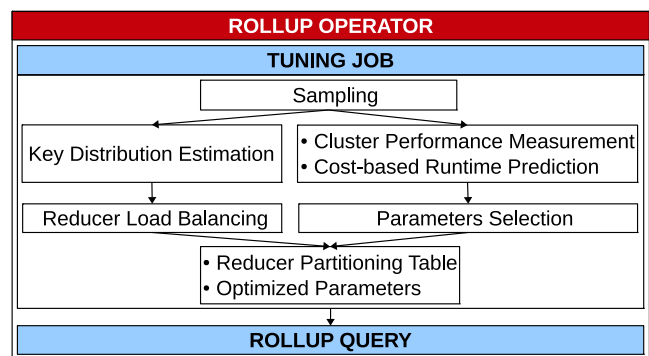 ROLLUP OPERATOR
TUNING JOB
Sampling
Key Distribution Estimation
• Cluster Performance Measurement
• Cost-based Runtime Prediction
Reducer Load Balancing
Parameters Selection
• Reducer Partitioning Table
• Optimized Parameters
ROLLUP QUERY